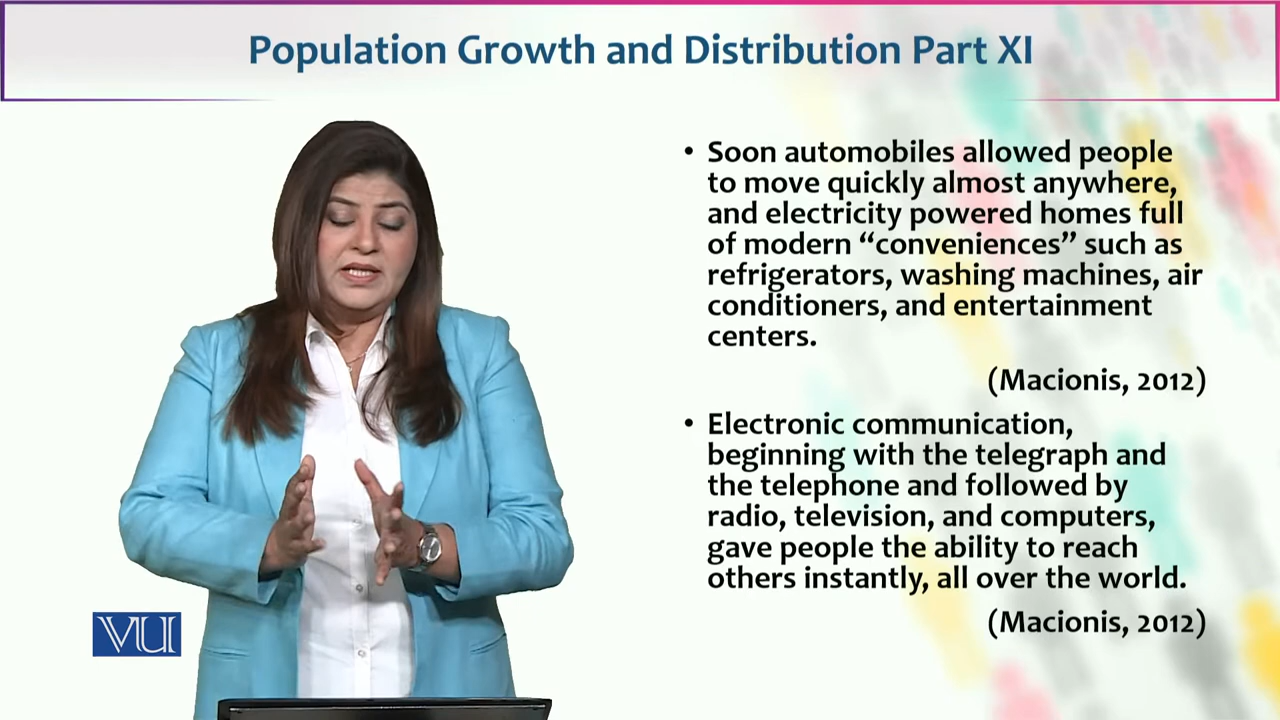 Population Growth and Distribution Part XI
• Soon automobiles allowed people
to move quickly almost anywhere,
and electricity powered homes full
of modern “conveniences” such as
refrigerators, washing machines, air
conditioners, and entertainment
centers.
(Macionis, 2012)
• Electronic communication,
beginning with the telegraph and
the telephone and followed by
radio, television, and computers,
gave people the ability to reach
others instantly, all over the world.
(Macionis, 2012)
VU